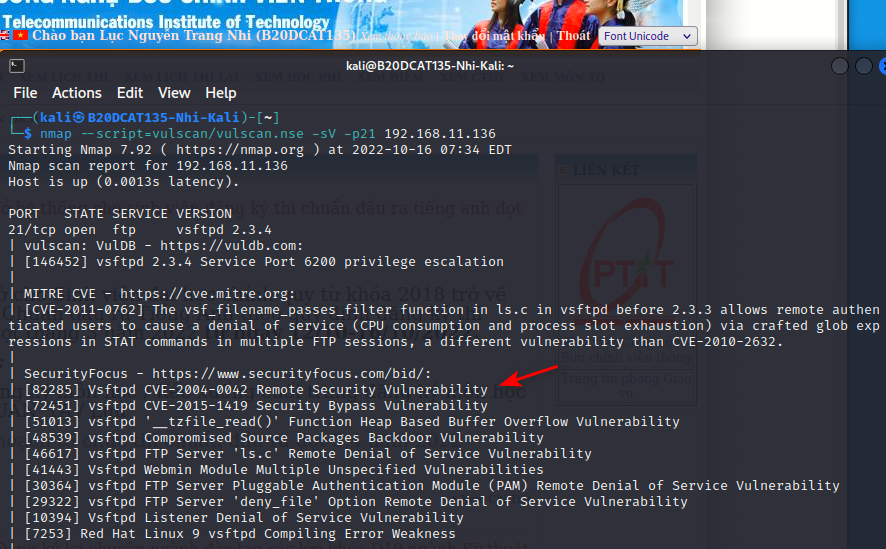 Telecommunications Institute of Technology
Chào bạn Lục Nguyễn Trang Nhi (B20DCAT135) Xem thông báo | Thay đổi mật khẩu | Thoát Font Unicode
kali@B20DCAT135-Nhi-Kali: ~
File Actions Edit View Help
┌──(kali㉿B20DCAT135-Nhi-Kali)-[~]
└─$ nmap --script=vulscan/vulscan.nse -sV -p21 192.168.11.136
Starting Nmap 7.92 ( https://nmap.org ) at 2022-10-16 07:34 EDT
Nmap scan report for 192.168.11.136
Host is up (0.0013s latency).
LIÊN KẾT
PORT   STATE SERVICE VERSION
21/tcp open  ftp     vsftpd 2.3.4
| vulscan: VulDB - https://vuldb.com:
| [146452] vsftpd 2.3.4 Service Port 6200 privilege escalation
|
| MITRE CVE - https://cve.mitre.org:
| [CVE-2011-0762] The vsf_filename_passes_filter function in ls.c in vsftpd before 2.3.3 allows remote authen
ticated users to cause a denial of service (CPU consumption and process slot exhaustion) via crafted glob exp
ressions in STAT commands in multiple FTP sessions, a different vulnerability than CVE-2010-2632.
|
| SecurityFocus - https://www.securityfocus.com/bid/:
| [82285] Vsftpd CVE-2004-0042 Remote Security Vulnerability
| [72451] vsftpd CVE-2015-1419 Security Bypass Vulnerability
| [51013] vsftpd '__tzfile_read()' Function Heap Based Buffer Overflow Vulnerability
| [48539] vsftpd Compromised Source Packages Backdoor Vulnerability
| [46617] vsftpd FTP Server 'ls.c' Remote Denial of Service Vulnerability
| [41443] Vsftpd Webmin Module Multiple Unspecified Vulnerabilities
| [30364] vsftpd FTP Server Pluggable Authentication Module (PAM) Remote Denial of Service Vulnerability
| [29322] vsftpd FTP Server 'deny_file' Option Remote Denial of Service Vulnerability
| [10394] Vsftpd Listener Denial of Service Vulnerability
| [7253] Red Hat Linux 9 vsftpd Compiling Error Weakness
PTIT